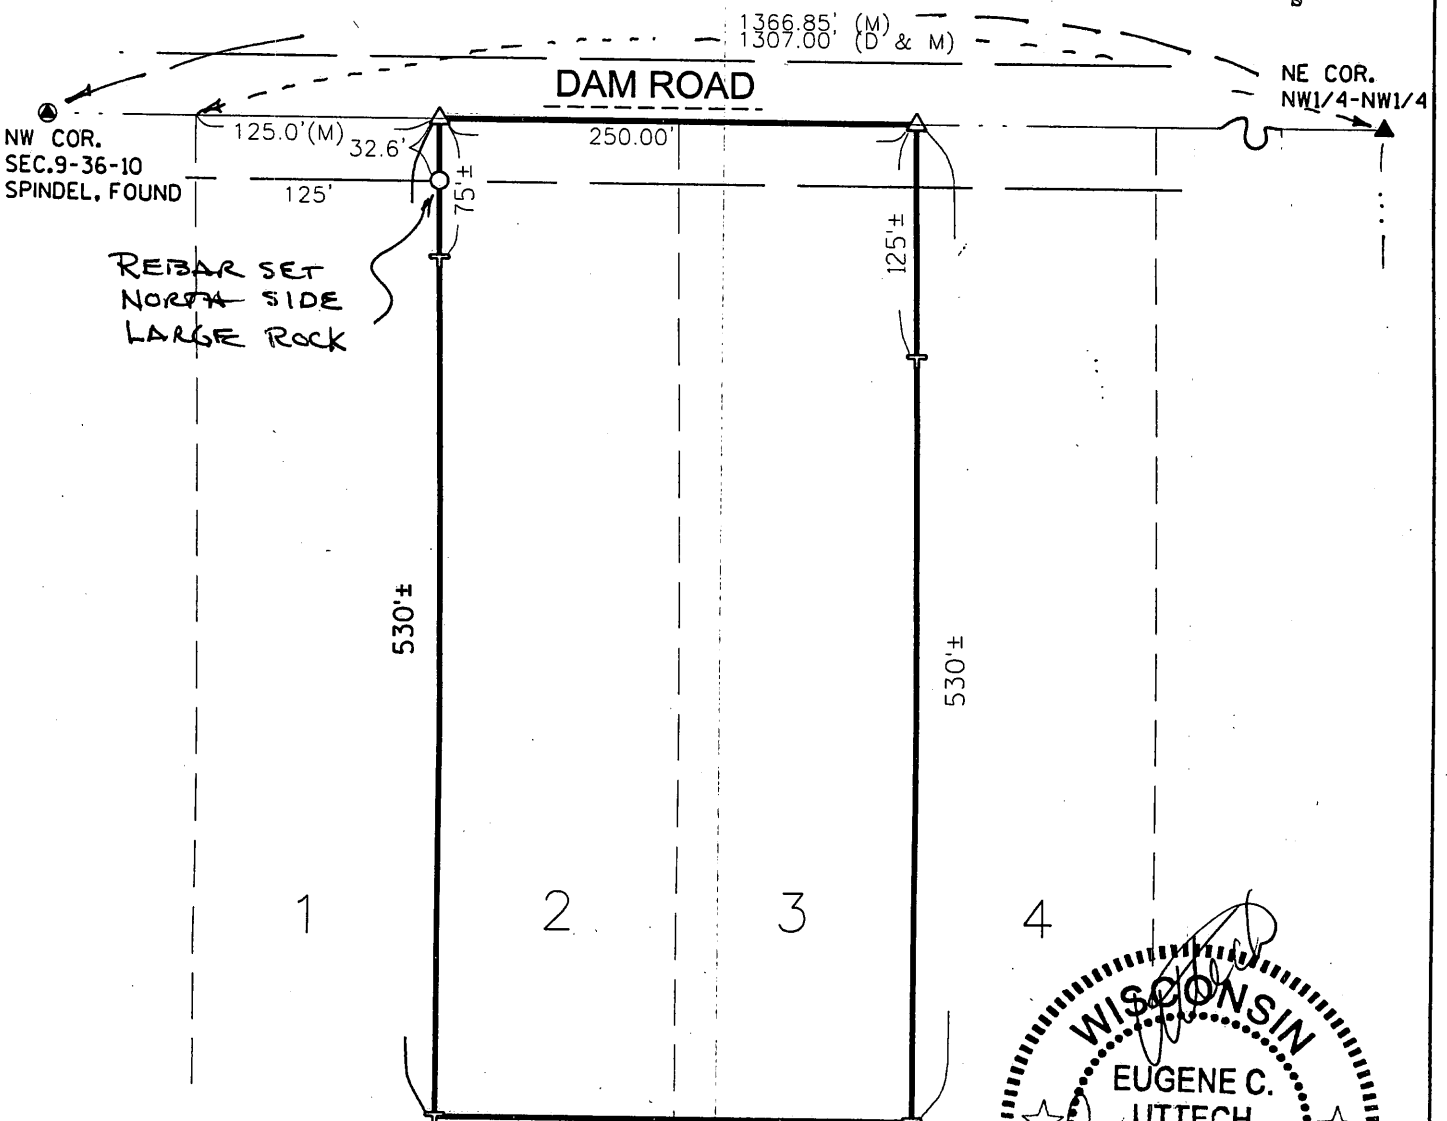 1366.85' (M)
1307.00' (D & M)
DAM ROAD
NE COR.
NW1/4-NW1/4
NW COR.
SEC.9-36-10
SPINDEL. FOUND
125.0'(M)
32.6'
250.00'
125'
75'±
125'±
REBAR SET
NORTH SIDE
LARGE ROCK
530'±
530'±
1
2
3
4
WISCONSIN
EUGENE C.
UTTECH